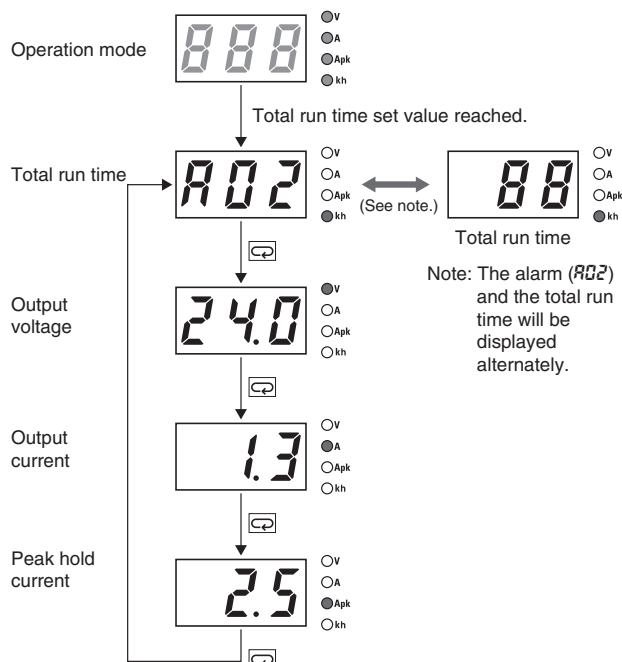 Operation mode
888
V
A
Apk
kh
Total run time set value reached.
Total run time
A02
V
A
Apk
kh
(See note.)
88
V
A
Apk
kh
Total run time
Note: The alarm (A02)
and the total run
time will be
displayed
alternately.
Output
voltage
24.0
V
A
Apk
kh
Output
current
1.3
V
A
Apk
kh
Peak hold
current
2.5
V
A
Apk
kh